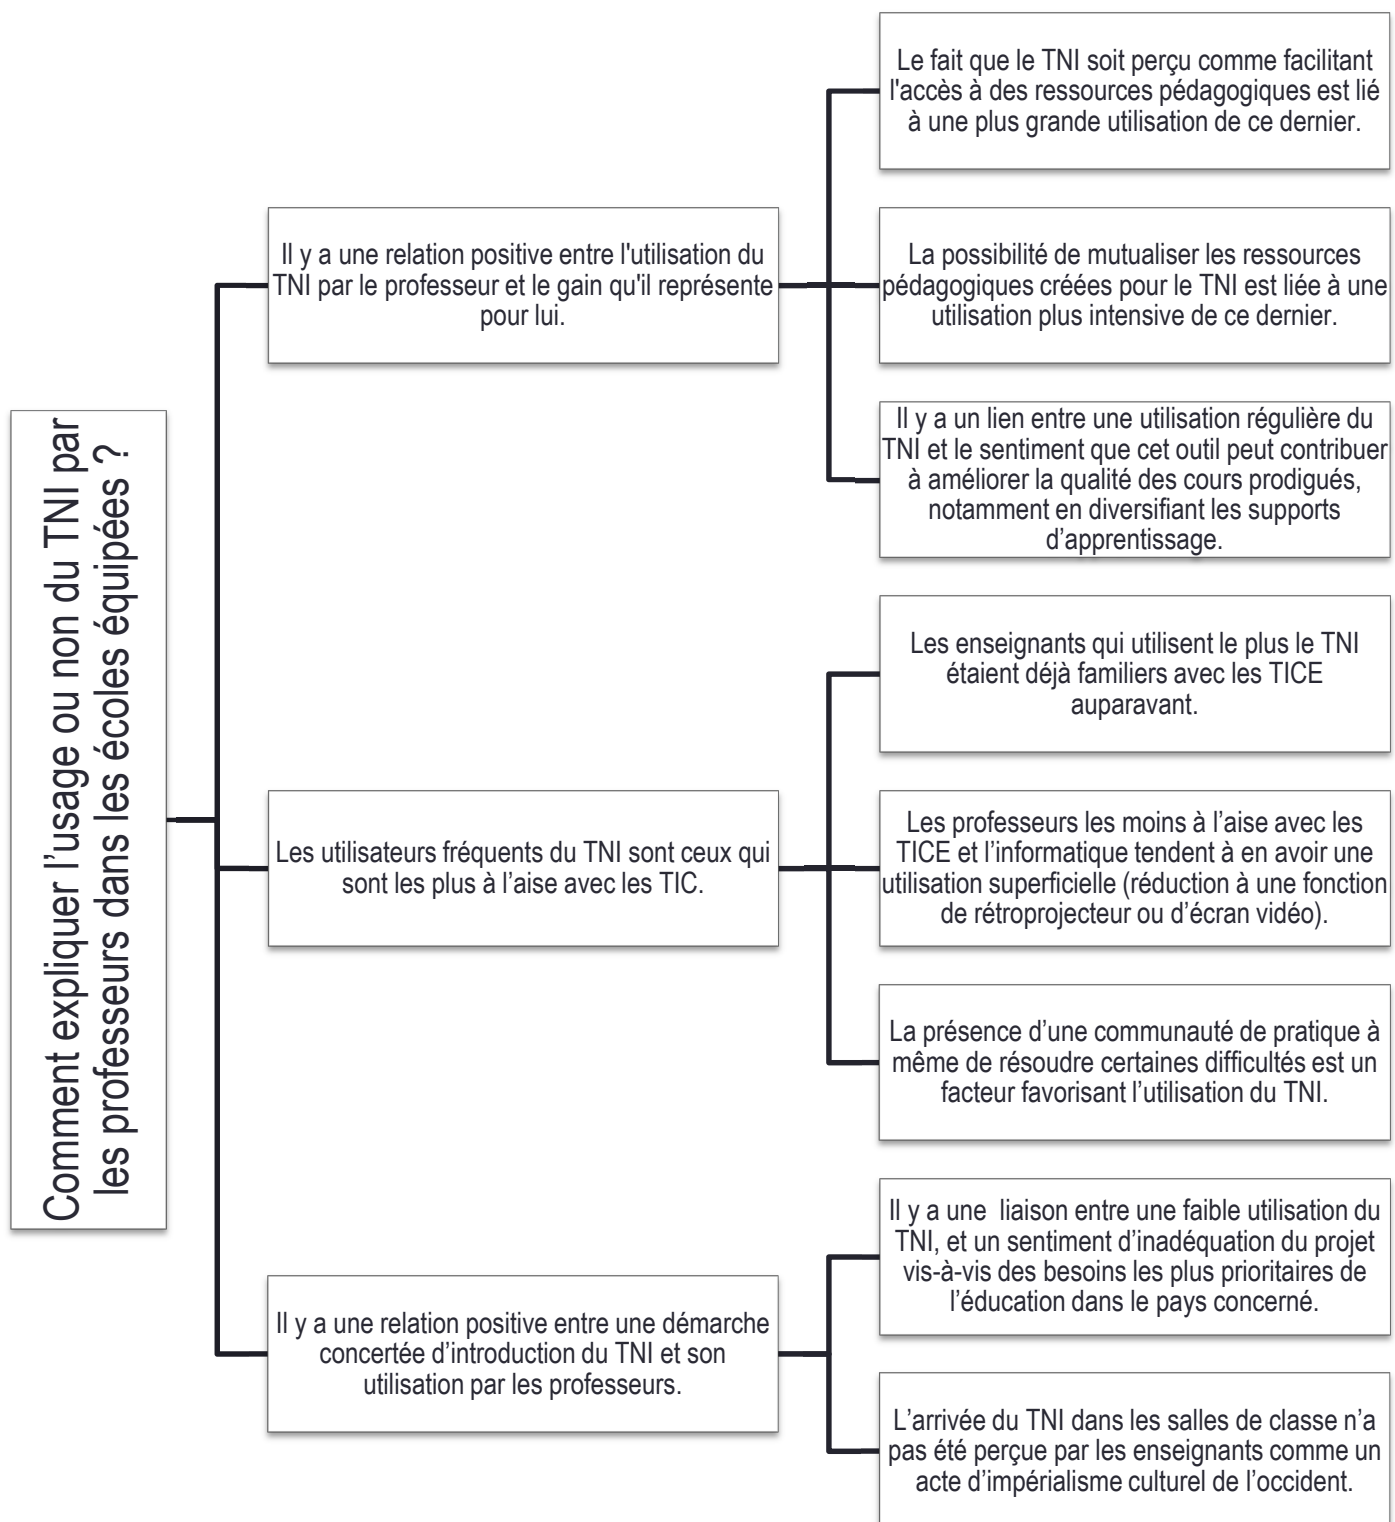 Comment expliquer l’usage ou non du TNI par
les professeurs dans les écoles équipées ?
Il y a une relation positive entre l'utilisation du
TNI par le professeur et le gain qu'il représente
pour lui.
Le fait que le TNI soit perçu comme facilitant
l'accès à des ressources pédagogiques est lié
à une plus grande utilisation de ce dernier.
La possibilité de mutualiser les ressources
pédagogiques créées pour le TNI est liée à une
utilisation plus intensive de ce dernier.
Il y a un lien entre une utilisation régulière du
TNI et le sentiment que cet outil peut contribuer
à améliorer la qualité des cours prodigués,
notamment en diversifiant les supports
d’apprentissage.
Les utilisateurs fréquents du TNI sont ceux qui
sont les plus à l’aise avec les TIC.
Les enseignants qui utilisent le plus le TNI
étaient déjà familiers avec les TICE
auparavant.
Les professeurs les moins à l’aise avec les
TICE et l’informatique tendent à en avoir une
utilisation superficielle (réduction à une fonction
de rétroprojecteur ou d’écran vidéo).
La présence d’une communauté de pratique à
même de résoudre certaines difficultés est un
facteur favorisant l’utilisation du TNI.
Il y a une relation positive entre une démarche
concertée d’introduction du TNI et son
utilisation par les professeurs.
Il y a une  liaison entre une faible utilisation du
TNI, et un sentiment d’inadéquation du projet
vis-à-vis des besoins les plus prioritaires de
l’éducation dans le pays concerné.
L’arrivée du TNI dans les salles de classe n’a
pas été perçue par les enseignants comme un
acte d’impérialisme culturel de l’occident.